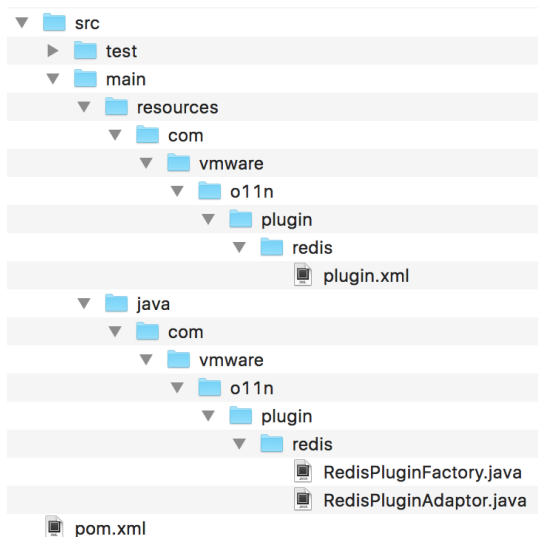 src
test
main
resources
com
vmware
o11n
plugin
redis
plugin.xml
java
com
vmware
o11n
plugin
redis
RedisPluginFactory.java
RedisPluginAdaptor.java
pom.xml